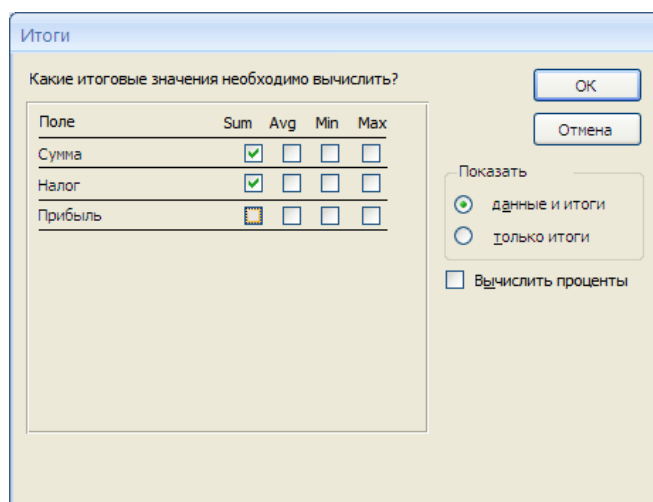 Итоги
Какие итоговые значения необходимо вычислить?
ОК
Отмена
Поле Sum Avg Min Max
Сумма
Налог
Прибыль
Показать
данные и итоги
только итоги
Вычислить проценты